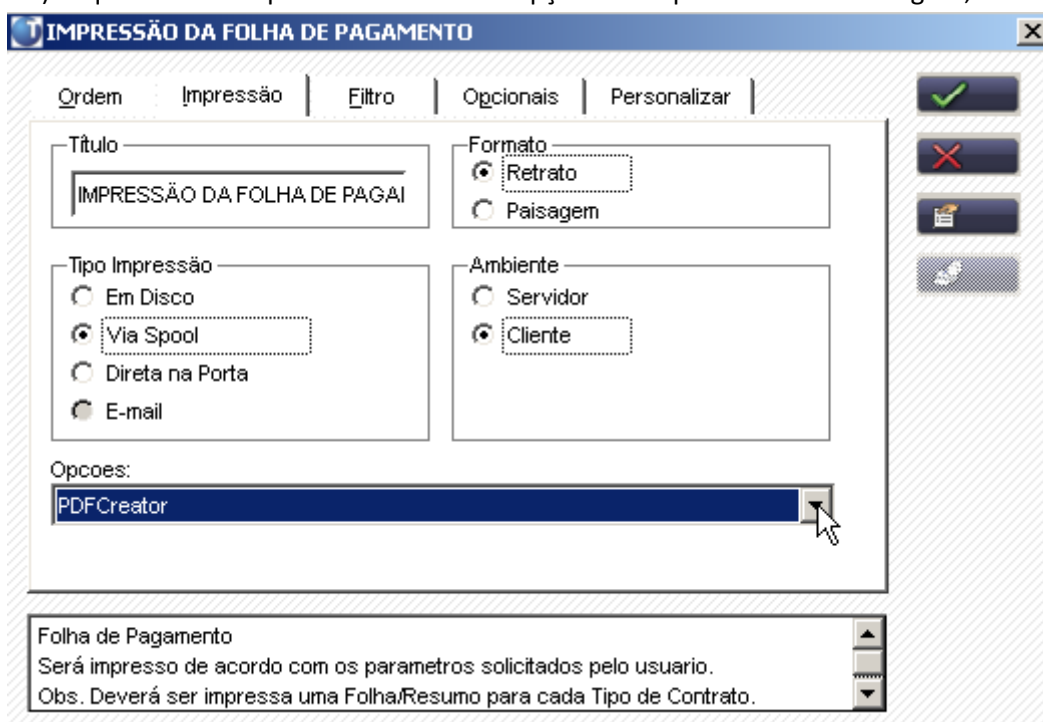 IMPRESSÃO DA FOLHA DE PAGAMENTO
Ordem Impressão Filtro Opcionais Personalizar
Título
IMPRESSÃO DA FOLHA DE PAGAI
Formato
Retrato
Paisagem
Tipo Impressão
Em Disco
Via Spool
Direta na Porta
E-mail
Ambiente
Servidor
Cliente
Opcoes:
PDFCreator
Folha de Pagamento
Será impresso de acordo com os parametros solicitados pelo usuario.
Obs. Deverá ser impressa uma Folha/Resumo para cada Tipo de Contrato.